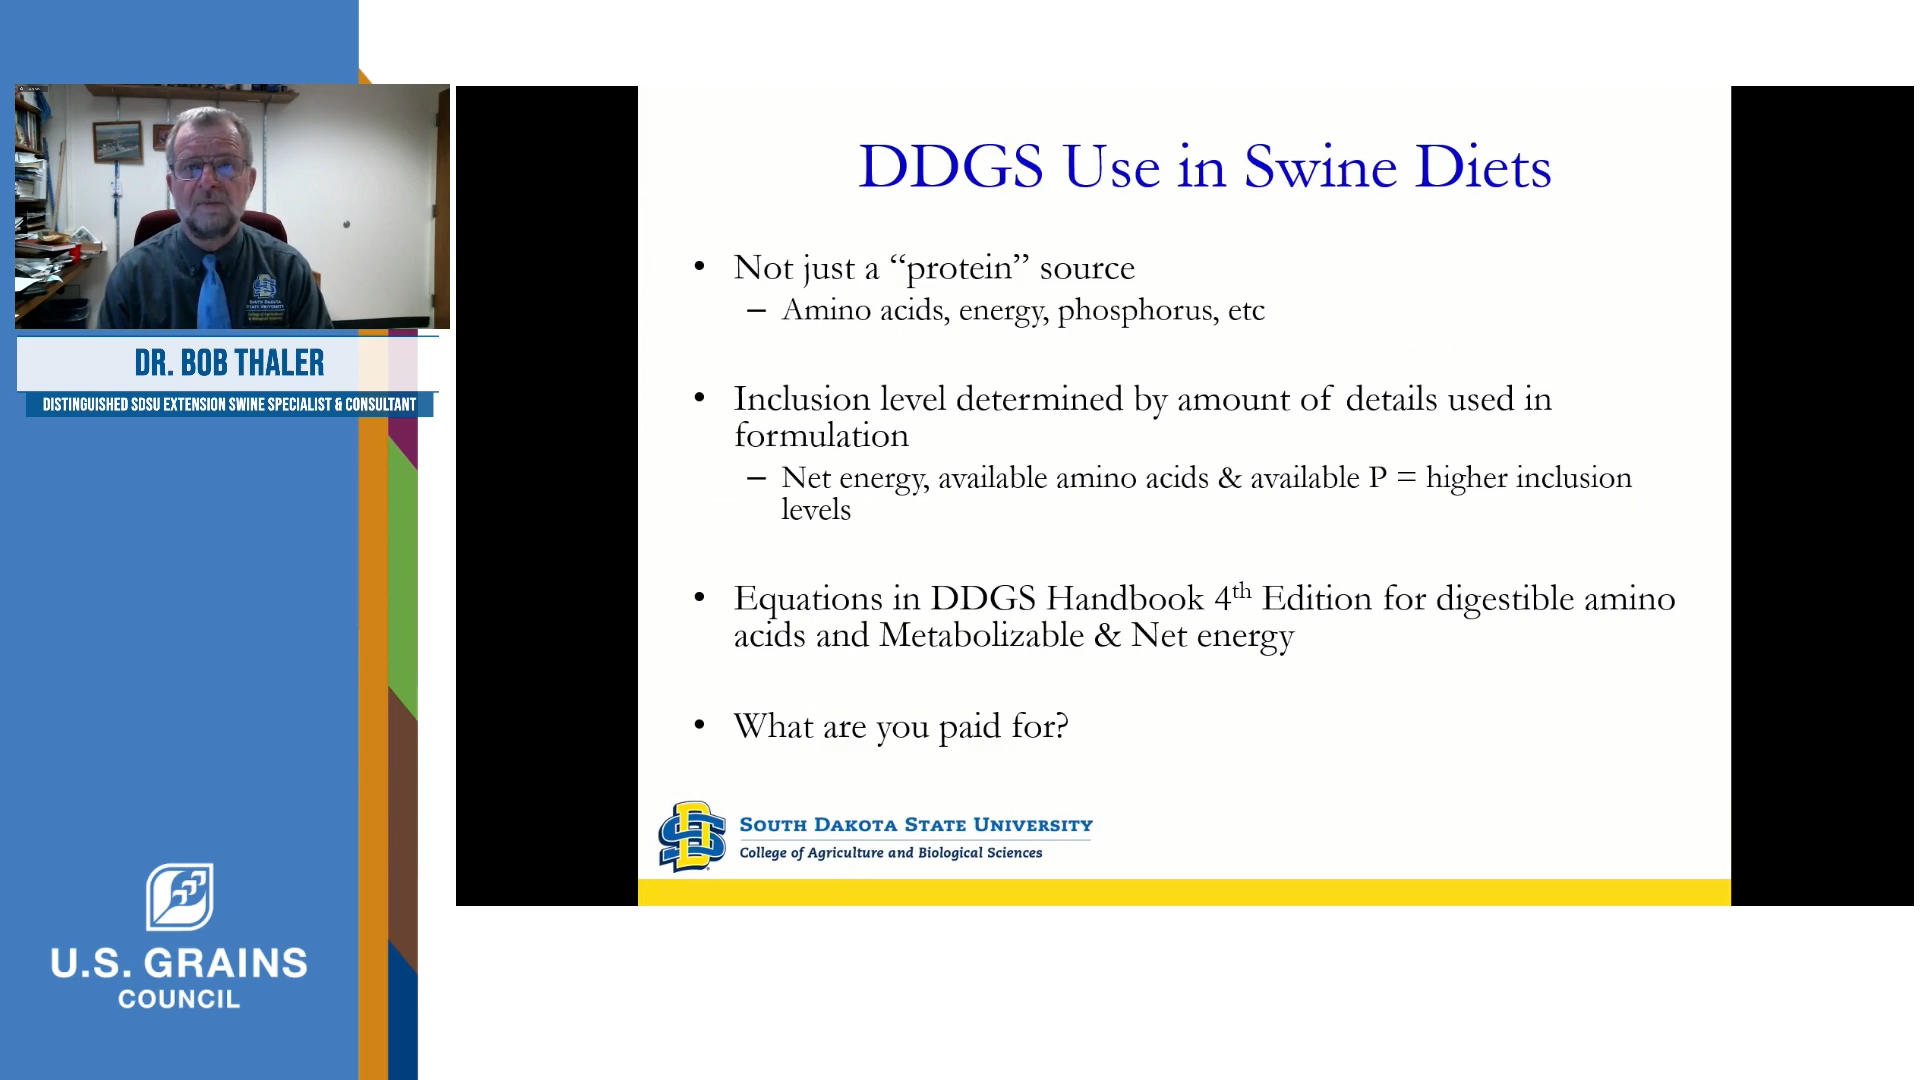 DR. BOB THALER
DISTINGUISHED SDSU EXTENSION SWINE SPECIALIST & CONSULTANT
U.S. GRAINS
COUNCIL
DDGS Use in Swine Diets
• Not just a “protein” source
– Amino acids, energy, phosphorus, etc
• Inclusion level determined by amount of details used in
formulation
– Net energy, available amino acids & available P = higher inclusion
levels
• Equations in DDGS Handbook 4th Edition for digestible amino
acids and Metabolizable & Net energy
• What are you paid for?
SOUTH DAKOTA STATE UNIVERSITY
College of Agriculture and Biological Sciences